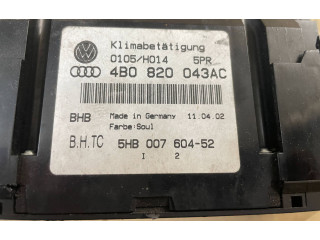 Klimabetätigung
0105/H014 5PR
4B0 820 043AC
BHB Made in Germany 11.04.02
Farbe:Soul
B.H.TC 5HB 007 604-52
1 2